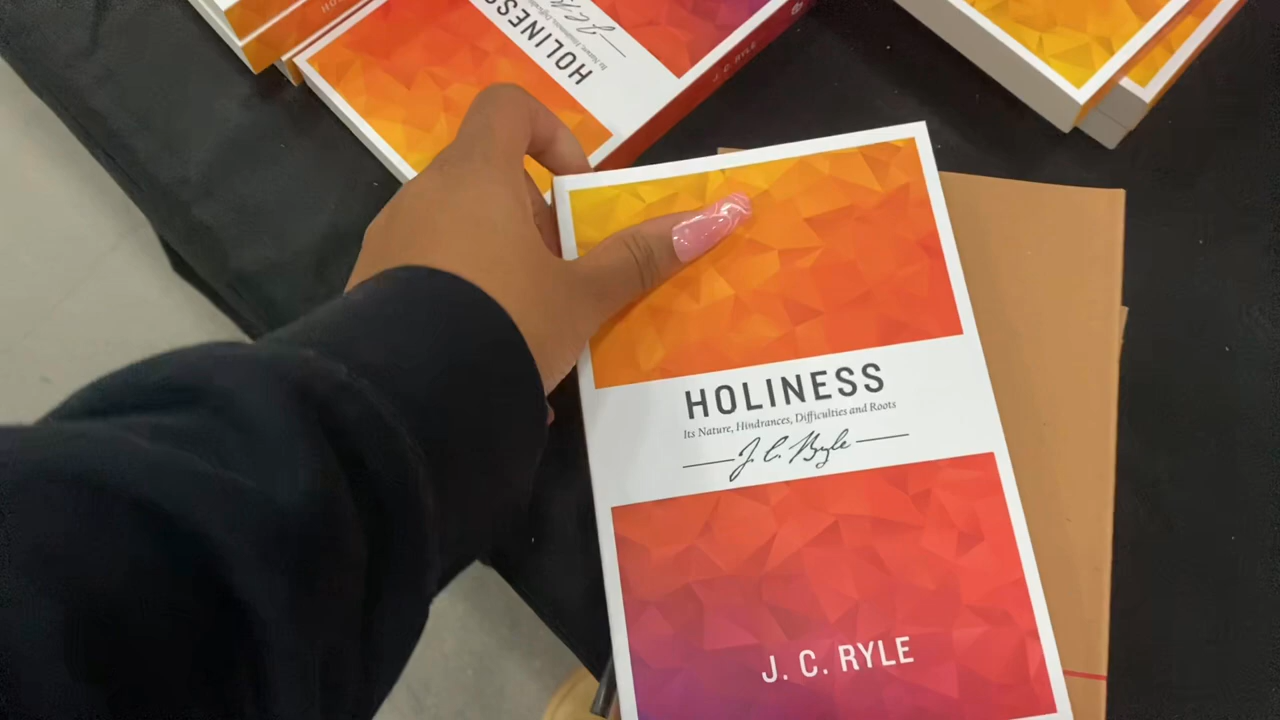 HOLINESS
Its Nature, Hindrances, Difficulties and Roots
J. C. Ryle
J. C. RYLE
HOLINESS
J. C. RYLE